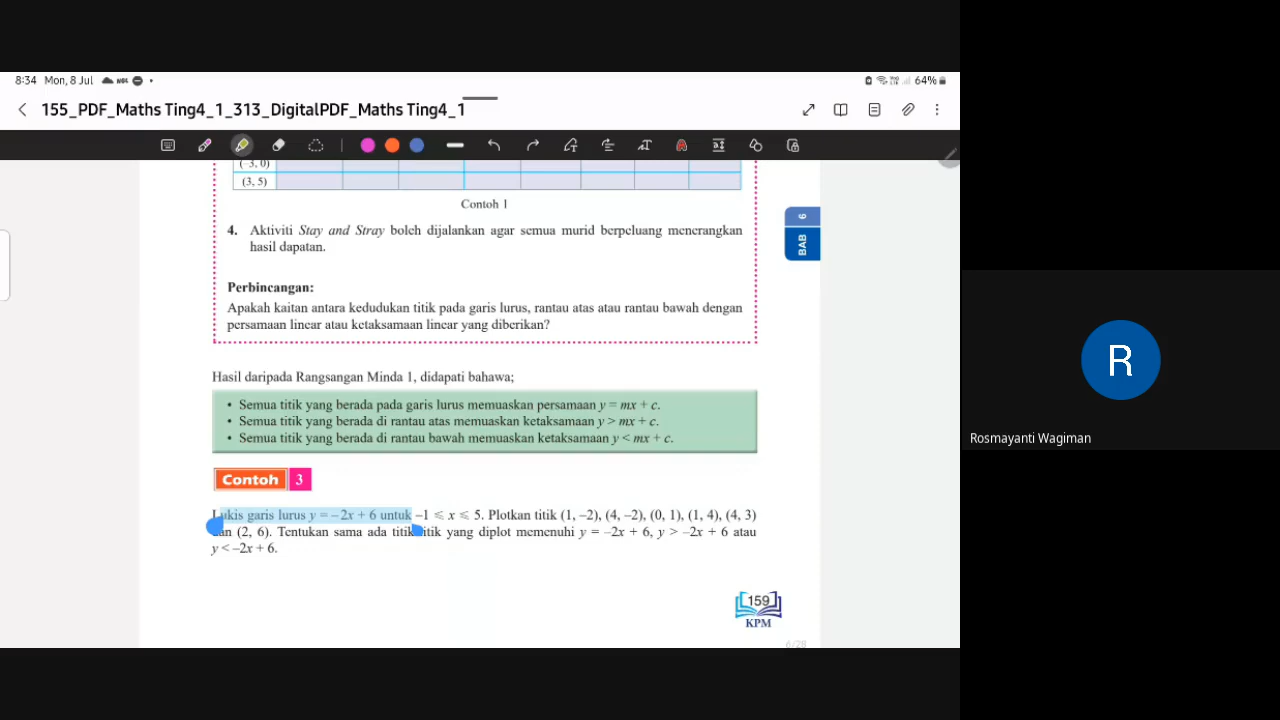 8:34 Mon, 8 Jul
64%
155_PDF_Maths Ting4_1_313_DigitalPDF_Maths Ting4_1
(−3, 0)
(3, 5)
Contoh 1
4. Aktiviti Stay and Stray boleh dijalankan agar semua murid berpeluang menerangkan
hasil dapatan.
BAB 6
Perbincangan:
Apakah kaitan antara kedudukan titik pada garis lurus, rantau atas atau rantau bawah dengan
persamaan linear atau ketaksamaan linear yang diberikan?
Hasil daripada Rangsangan Minda 1, didapati bahawa;
• Semua titik yang berada pada garis lurus memuaskan persamaan y = mx + c.
• Semua titik yang berada di rantau atas memuaskan ketaksamaan y > mx + c.
• Semua titik yang berada di rantau bawah memuaskan ketaksamaan y < mx + c.
Contoh 3
Lukis garis lurus y = −2x + 6 untuk −1 ⩽ x ⩽ 5. Plotkan titik (1, −2), (4, −2), (0, 1), (1, 4), (4, 3)
dan (2, 6). Tentukan sama ada titik-titik yang diplot memenuhi y = −2x + 6, y > −2x + 6 atau
y < −2x + 6.
159
KPM
6/28
R
Rosmayanti Wagiman